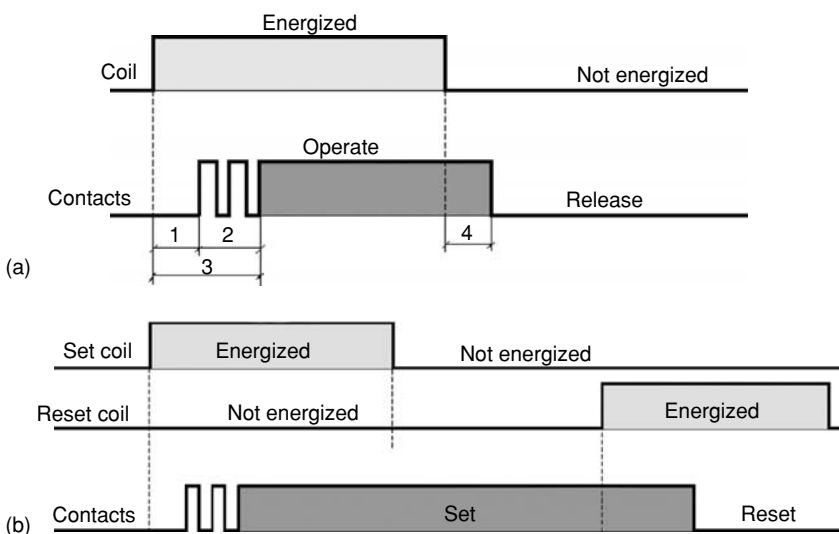 Energized
Coil
Not energized
Operate
Contacts
Release
1
2
4
3
(a)
Set coil
Energized
Not energized
Reset coil
Not energized
Energized
(b)
Contacts
Set
Reset